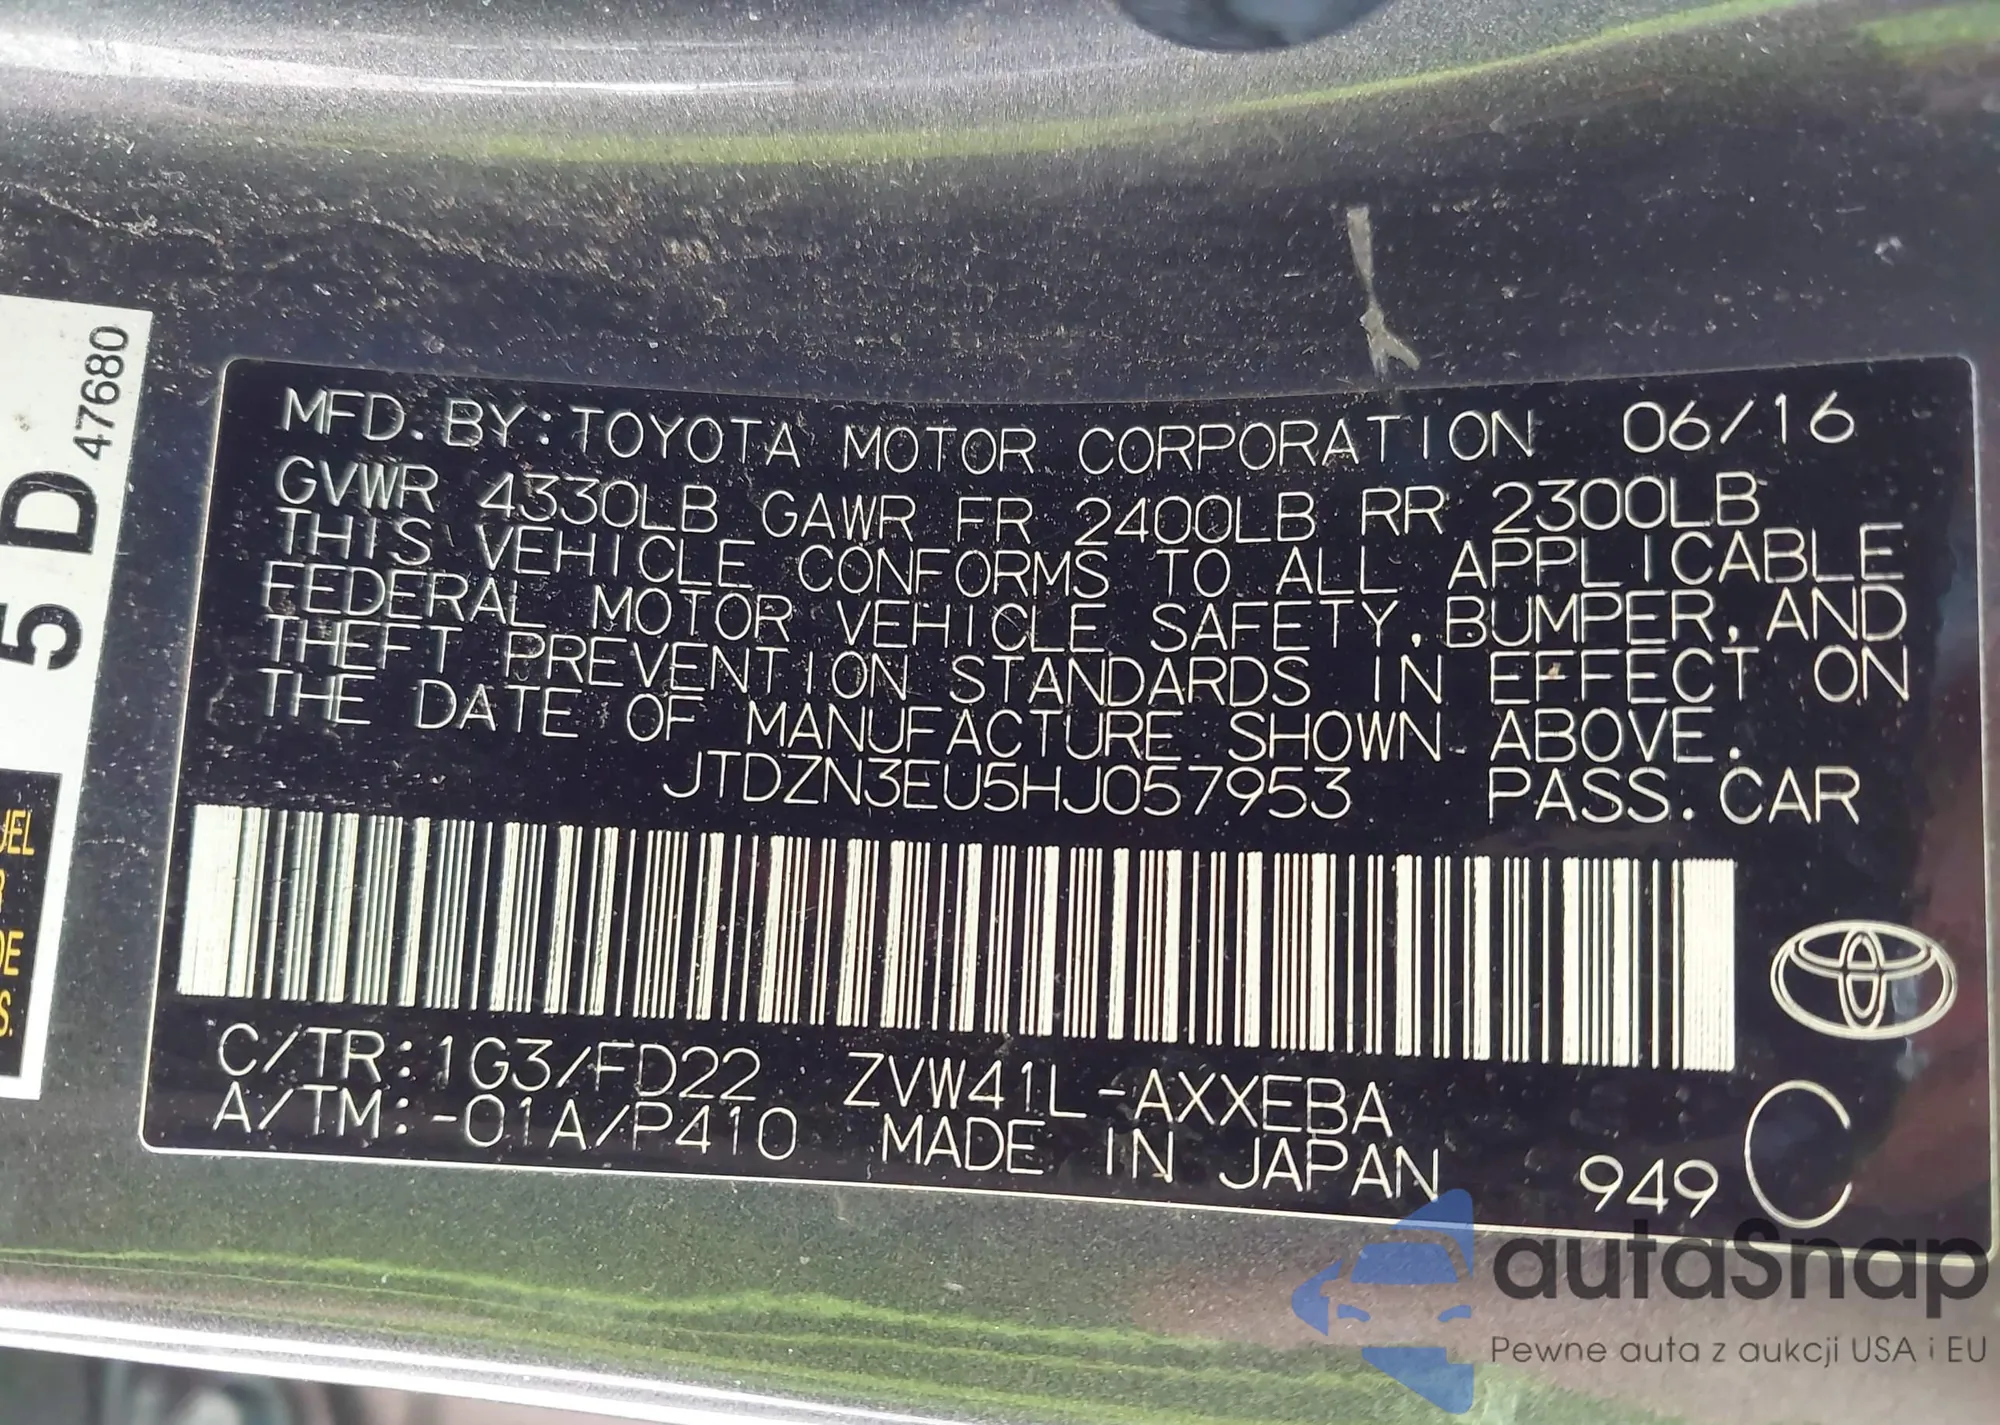 MFD. BY: TOYOTA MOTOR CORPORATION 06/16
GVWR 4330LB GAWR FR 2400LB RR 2300LB
THIS VEHICLE CONFORMS TO ALL APPLICABLE
FEDERAL MOTOR VEHICLE SAFETY, BUMPER, AND
THEFT PREVENTION STANDARDS IN EFFECT ON
THE DATE OF MANUFACTURE SHOWN ABOVE.
JTDZN3EU5HJ057953 PASS. CAR
C/TR: 1G3/FD22 ZVW41L-AXXEBA
A/TM: -01A/P410 MADE IN JAPAN 949 C
5 D 47680
autaSnap
Pewne auta z aukcji USA i EU